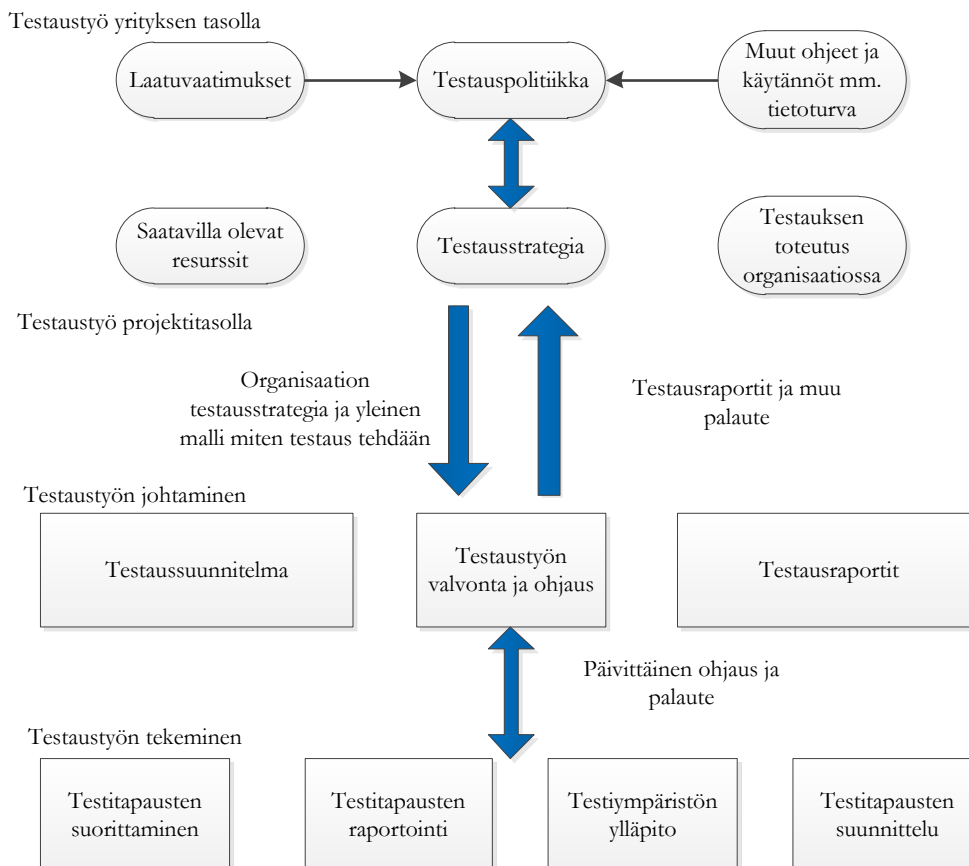 Testaustyö yrityksen tasolla
Laatuvaatimukset
Testauspolitiikka
Muut ohjeet ja
käytännöt mm.
tietoturva
Saatavilla olevat
resurssit
Testausstrategia
Testauksen
toteutus
organisaatiossa
Testaustyö projektitasolla
Organisaation
testausstrategia ja yleinen
malli miten testaus tehdään
Testausraportit ja muu
palaute
Testaustyön johtaminen
Testaussuunnitelma
Testaustyön
valvonta ja ohjaus
Testausraportit
Päivittäinen ohjaus ja
palaute
Testaustyön tekeminen
Testitapausten
suorittaminen
Testitapausten
raportointi
Testiympäristön
ylläpito
Testitapausten
suunnittelu